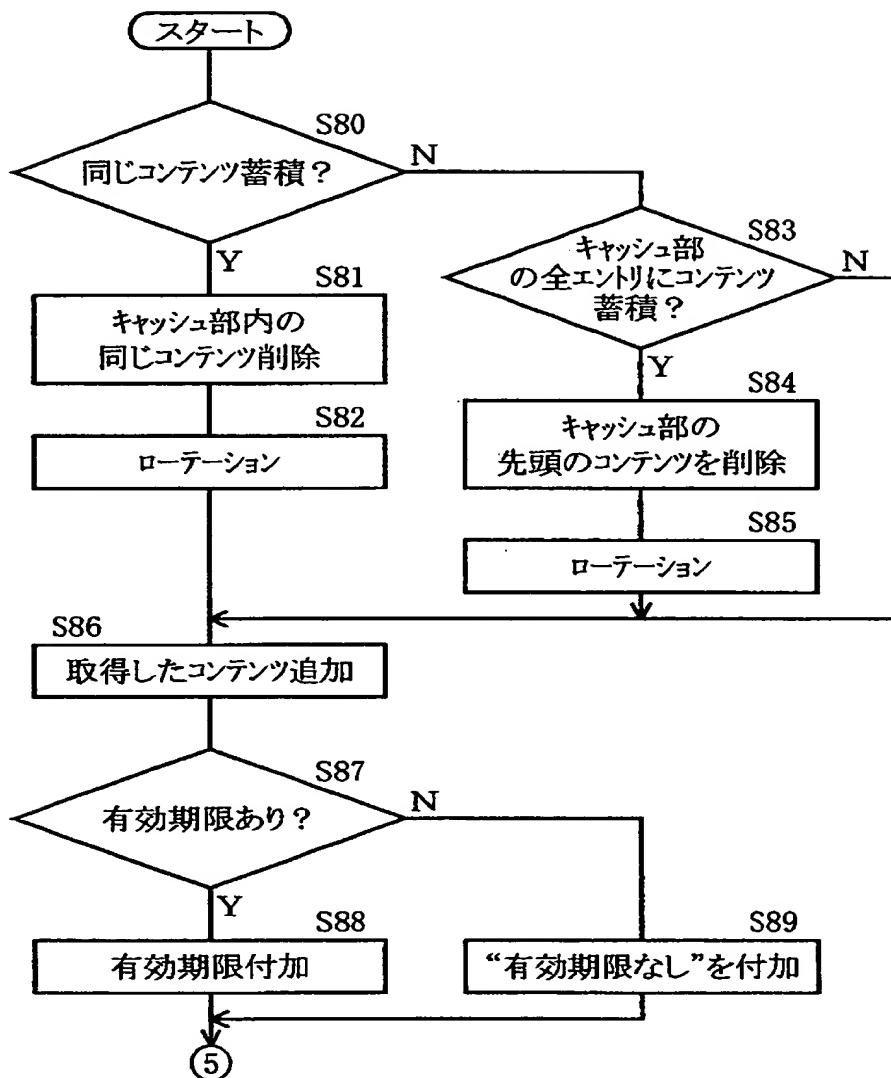 スタート
S80
同じコンテンツ蓄積？
N
Y
S83
キャッシュ部
の全エントリにコンテンツ
蓄積？
N
Y
S81
キャッシュ部内の
同じコンテンツ削除
S82
ローテーション
S84
キャッシュ部の
先頭のコンテンツを削除
S85
ローテーション
S86
取得したコンテンツ追加
S87
有効期限あり？
N
Y
S88
有効期限付加
S89
“有効期限なし”を付加
5